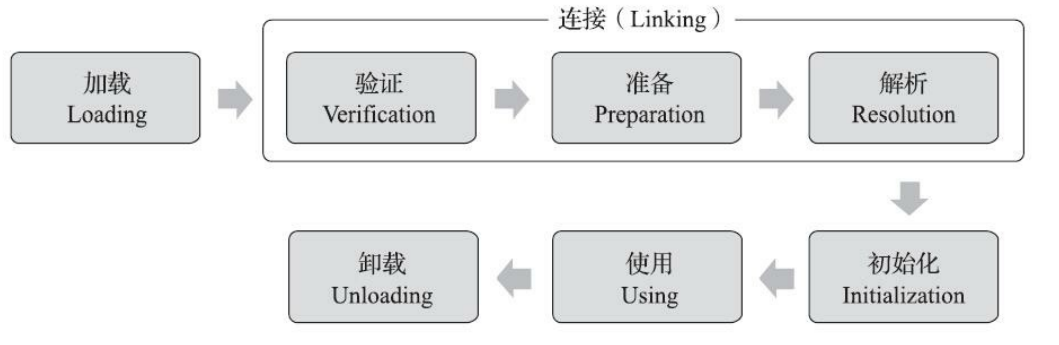 连接（Linking）
加载
Loading
验证
Verification
准备
Preparation
解析
Resolution
初始化
Initialization
使用
Using
卸载
Unloading